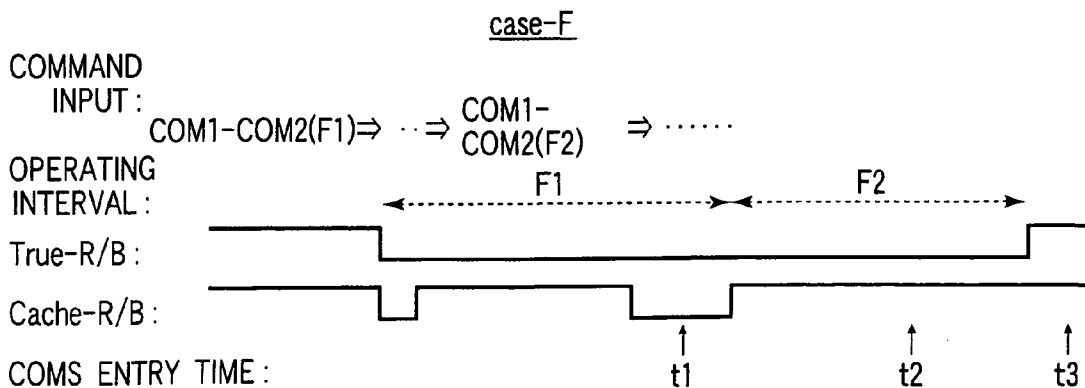 case-F
COMMAND
INPUT :
COM1-COM2(F1)⇒ ‥⇒ COM1-
COM2(F2) ⇒ ‥‥‥
OPERATING
INTERVAL :
F1 F2
True-R/B :
Cache-R/B :
COMS ENTRY TIME : t1 t2 t3